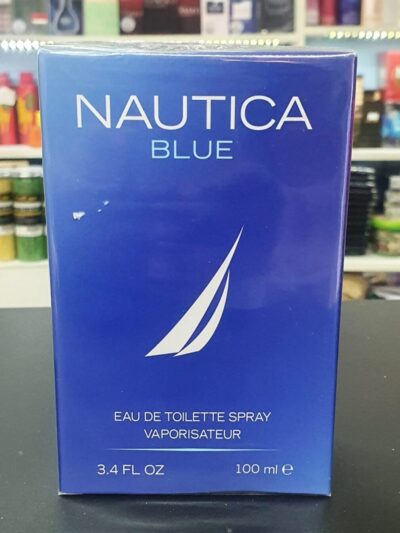 NAUTICA
BLUE
EAU DE TOILETTE SPRAY
VAPORISATEUR
3.4 FL OZ 100 ml ℮